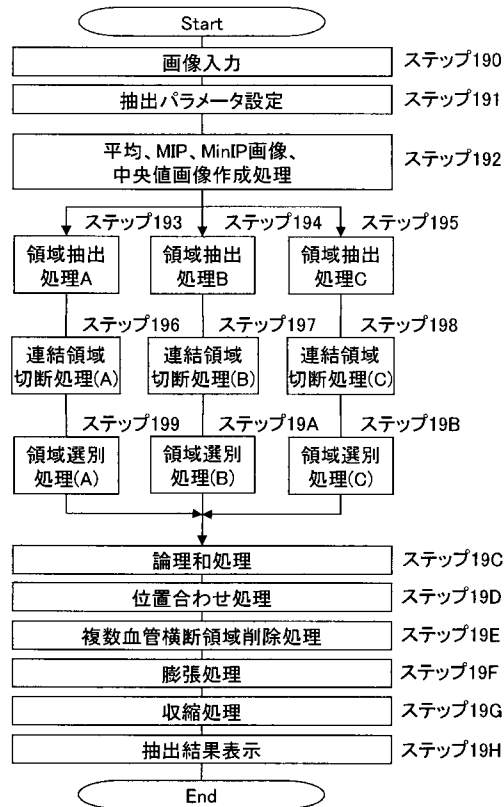 Start
画像入力 ステップ190
抽出パラメータ設定 ステップ191
平均、MIP、MinIP画像、
中央値画像作成処理
ステップ192
ステップ193 ステップ194 ステップ195
領域抽出 領域抽出 領域抽出
処理A 処理B 処理C
ステップ196 ステップ197 ステップ198
連結領域 連結領域 連結領域
切断処理(A) 切断処理(B) 切断処理(C)
ステップ199 ステップ19A ステップ19B
領域選別 領域選別 領域選別
処理(A) 処理(B) 処理(C)
論理和処理 ステップ19C
位置合わせ処理 ステップ19D
複数血管横断領域削除処理 ステップ19E
膨張処理 ステップ19F
収縮処理 ステップ19G
抽出結果表示 ステップ19H
End